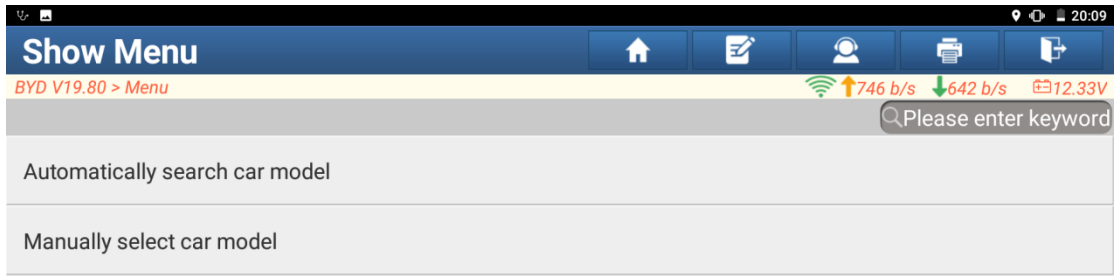 20:09
Show Menu
BYD V19.80 > Menu 746 b/s 642 b/s 12.33V
Please enter keyword
Automatically search car model
Manually select car model